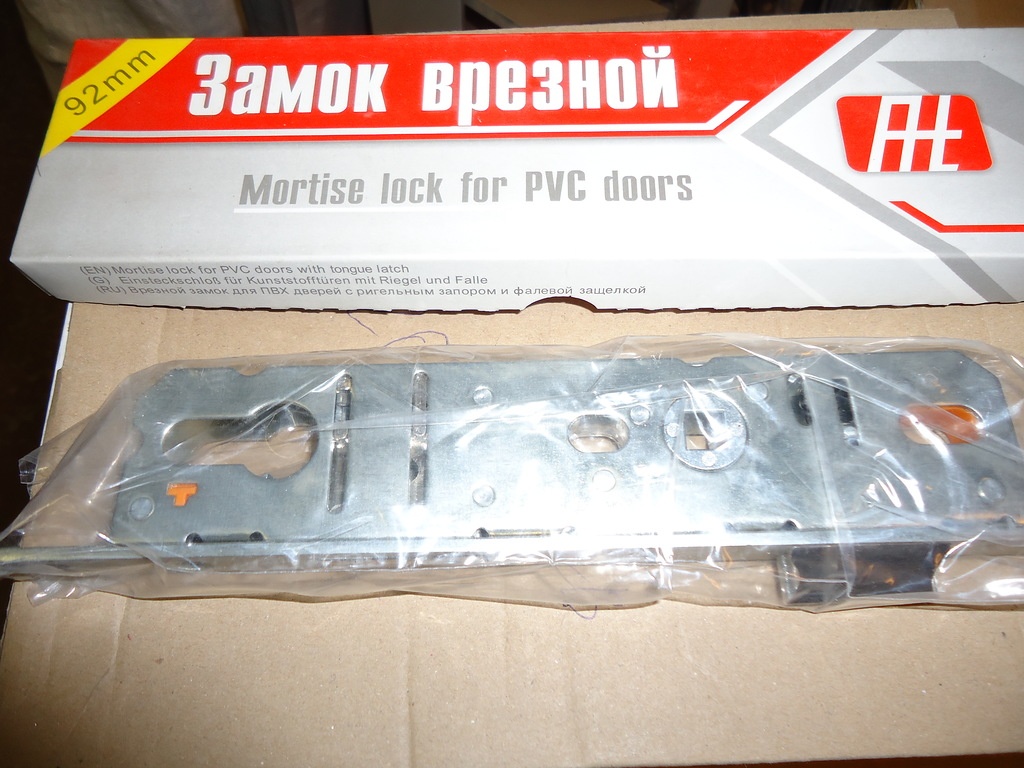 92mm
Замок врезной
Mortise lock for PVC doors
(EN) Mortise lock for PVC doors with tongue latch
(G) Einsteckschloß für Kunststofftüren mit Riegel und Falle
(RU) Врезной замок для ПВХ дверей с ригельным запором и фалевой защелкой